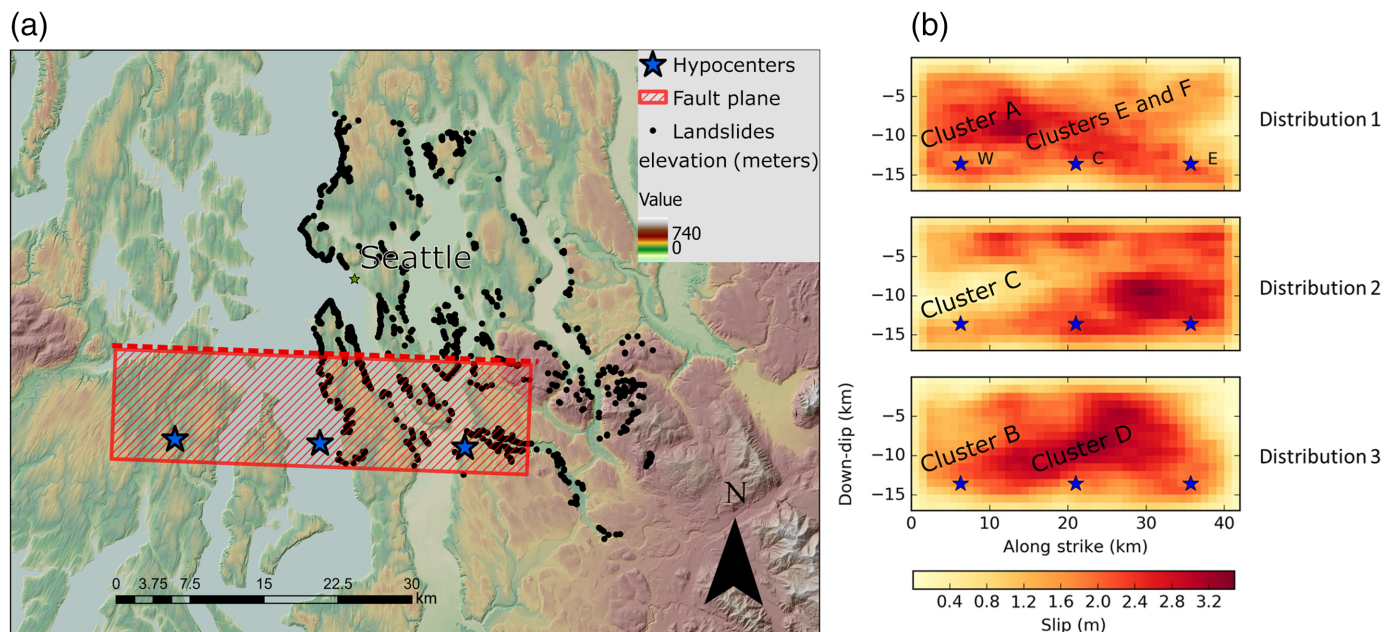 (a)
Hypocenters
Fault plane
Landslides
elevation (meters)
Value
740
0
Seattle
N
0 3.75 7.5 15 22.5 30
km
(b)
Cluster A
Clusters E and F
W C E
−5
−10
−15
Distribution 1
Cluster C
−5
−10
−15
Distribution 2
Cluster B
Cluster D
−5
−10
−15
Distribution 3
Down-dip (km)
0 10 20 30 40
Along strike (km)
0.4 0.8 1.2 1.6 2.0 2.4 2.8 3.2
Slip (m)